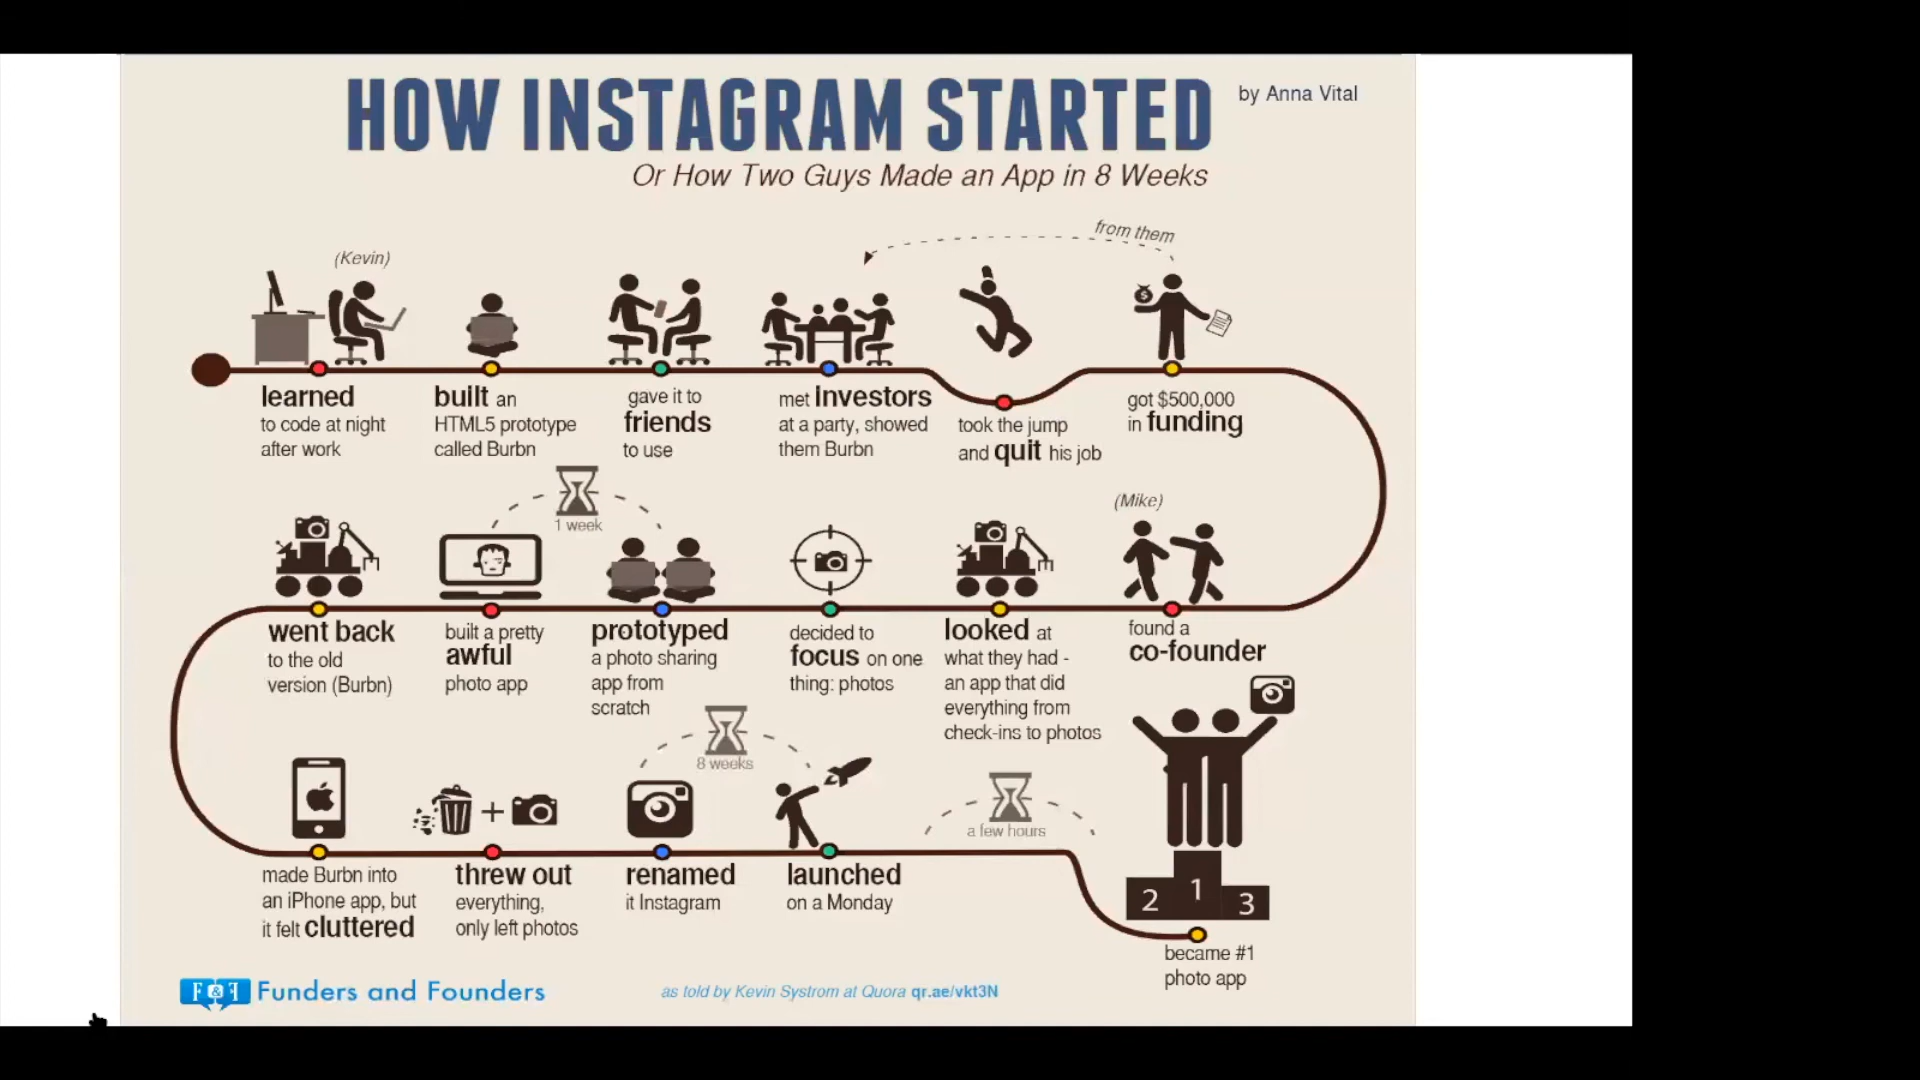 HOW INSTAGRAM STARTED
by Anna Vital
Or How Two Guys Made an App in 8 Weeks
from them
(Kevin)
$
learned
to code at night
after work
built an
HTML5 prototype
called Burbn
gave it to
friends
to use
met Investors
at a party, showed
them Burbn
took the jump
and quit his job
got $500,000
in funding
(Mike)
found a
co-founder
looked at
what they had -
an app that did
everything from
check-ins to photos
decided to
focus on one
thing: photos
1 week
prototyped
a photo sharing
app from
scratch
built a pretty
awful
photo app
went back
to the old
version (Burbn)
made Burbn into
an iPhone app, but
it felt cluttered
+
threw out
everything,
only left photos
8 weeks
renamed
it Instagram
launched
on a Monday
a few hours
2 1 3
became #1
photo app
F&F Funders and Founders
as told by Kevin Systrom at Quora qr.ae/vkt3N